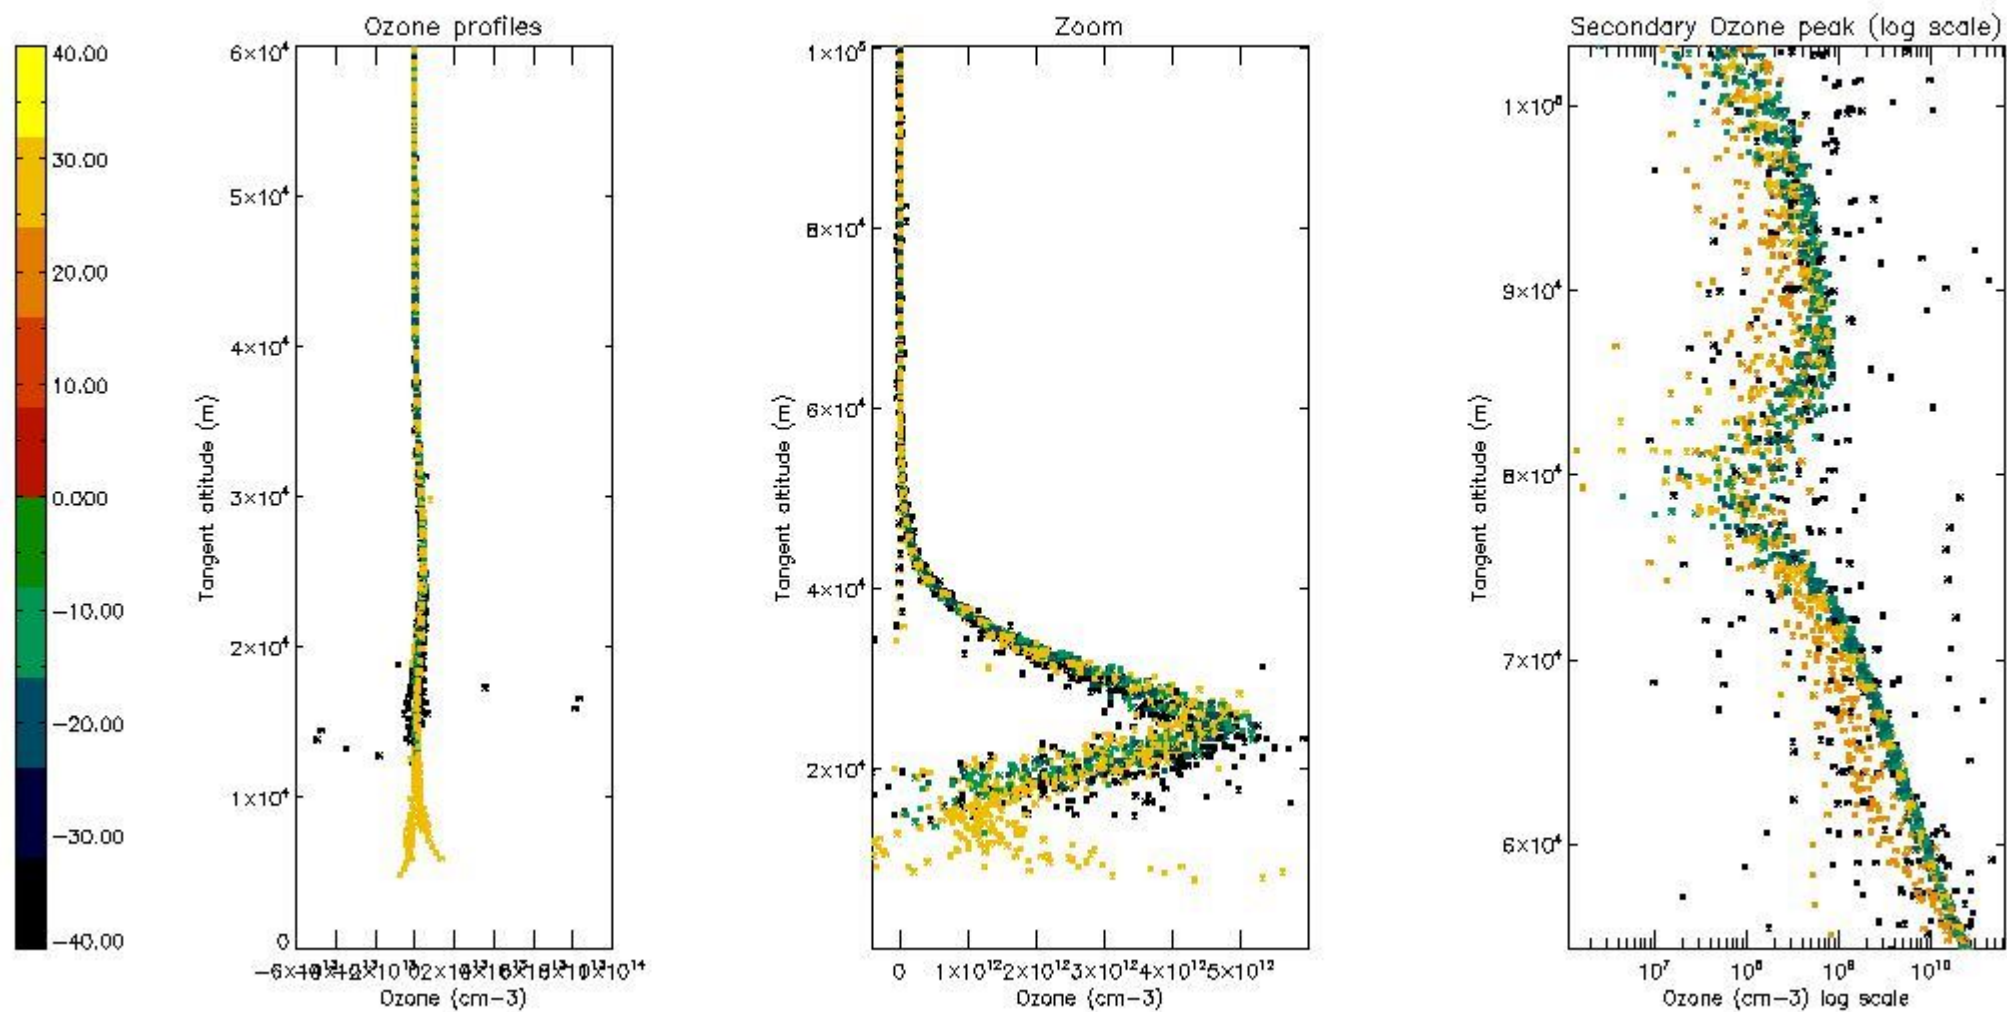 Ozone profiles
Zoom
Secondary Ozone peak (log scale)
40.00
30.00
20.00
10.00
0.000
−10.00
−20.00
−30.00
−40.00
6×10⁴
5×10⁴
4×10⁴
3×10⁴
2×10⁴
1×10⁴
0
Tangent altitude (m)
Ozone (cm−3)
1×10⁵
8×10⁴
6×10⁴
4×10⁴
2×10⁴
Tangent altitude (m)
0 1×10¹² 2×10¹² 3×10¹² 4×10¹² 5×10¹²
Ozone (cm−3)
1×10⁵
9×10⁴
8×10⁴
7×10⁴
6×10⁴
Tangent altitude (m)
10⁷ 10⁸ 10⁹ 10¹⁰
Ozone (cm−3) log scale